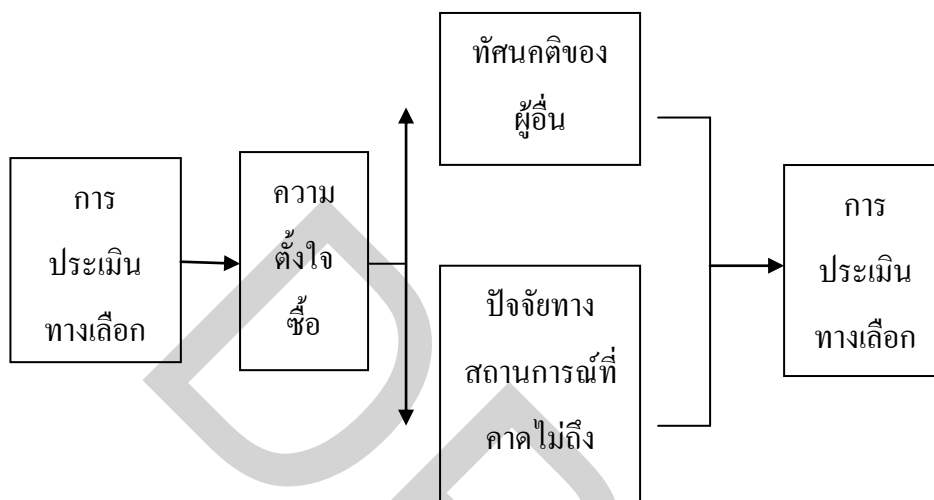 ทัศนคติของ
ผู้อื่น
การ
ประเมิน
ทางเลือก
ความ
ตั้งใจ
ซื้อ
ปัจจัยทาง
สถานการณ์ที่
คาดไม่ถึง
การ
ประเมิน
ทางเลือก